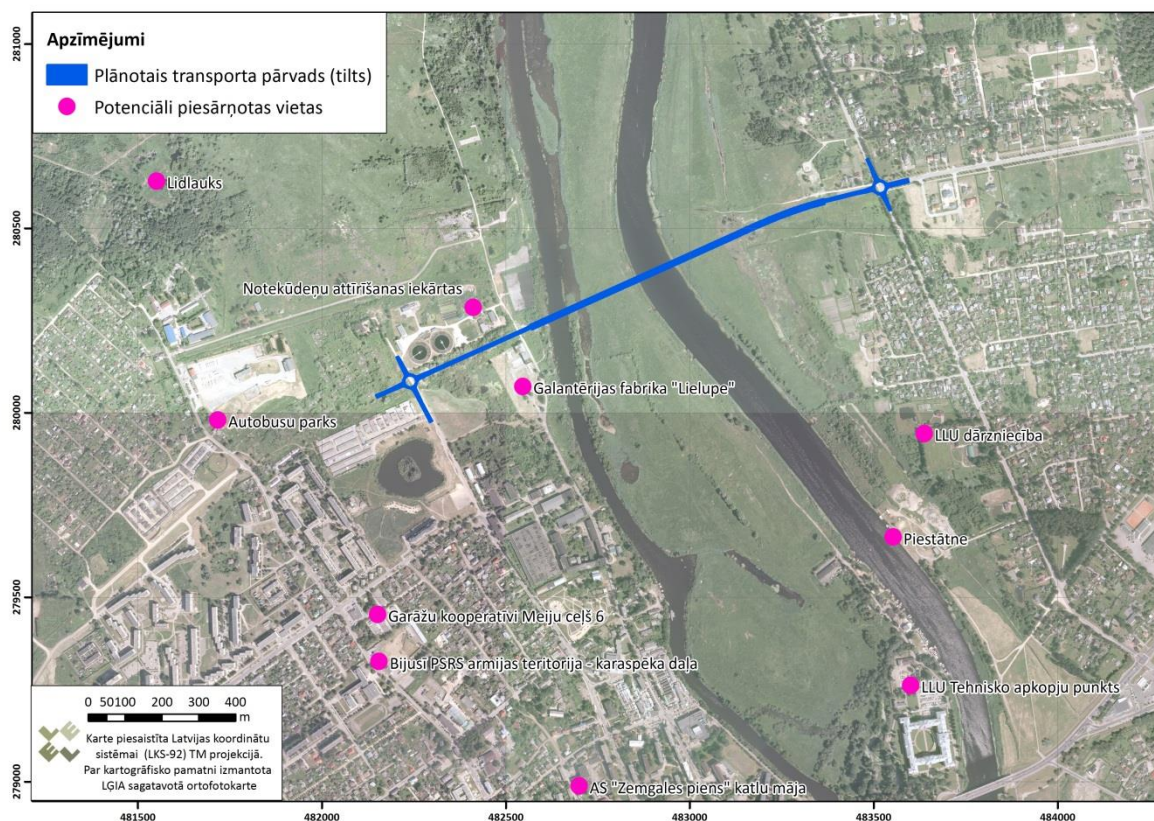 Apzīmējumi
Plānotais transporta pārvads (tilts)
Potenciāli piesārņotas vietas
281000
280500
280000
279500
279000
Lidlauks
Notekūdeņu attīrīšanas iekārtas
Galantērijas fabrika "Lielupe"
Autobusu parks
LLU dārzniecība
Piestātne
Garāžu kooperatīvi Meiju ceļš 6
Bijusī PSRS armijas teritorija - karaspēka daļa
LLU Tehnisko apkopju punkts
AS "Zemgales piens" katlu māja
0 50100 200 300 400
m
Karte piesaistīta Latvijas koordinātu
sistēmai (LKS-92) TM projekcijā.
Par kartogrāfisko pamatni izmantota
LĢIA sagatavotā ortofotokarte
481500 482000 482500 483000 483500 484000